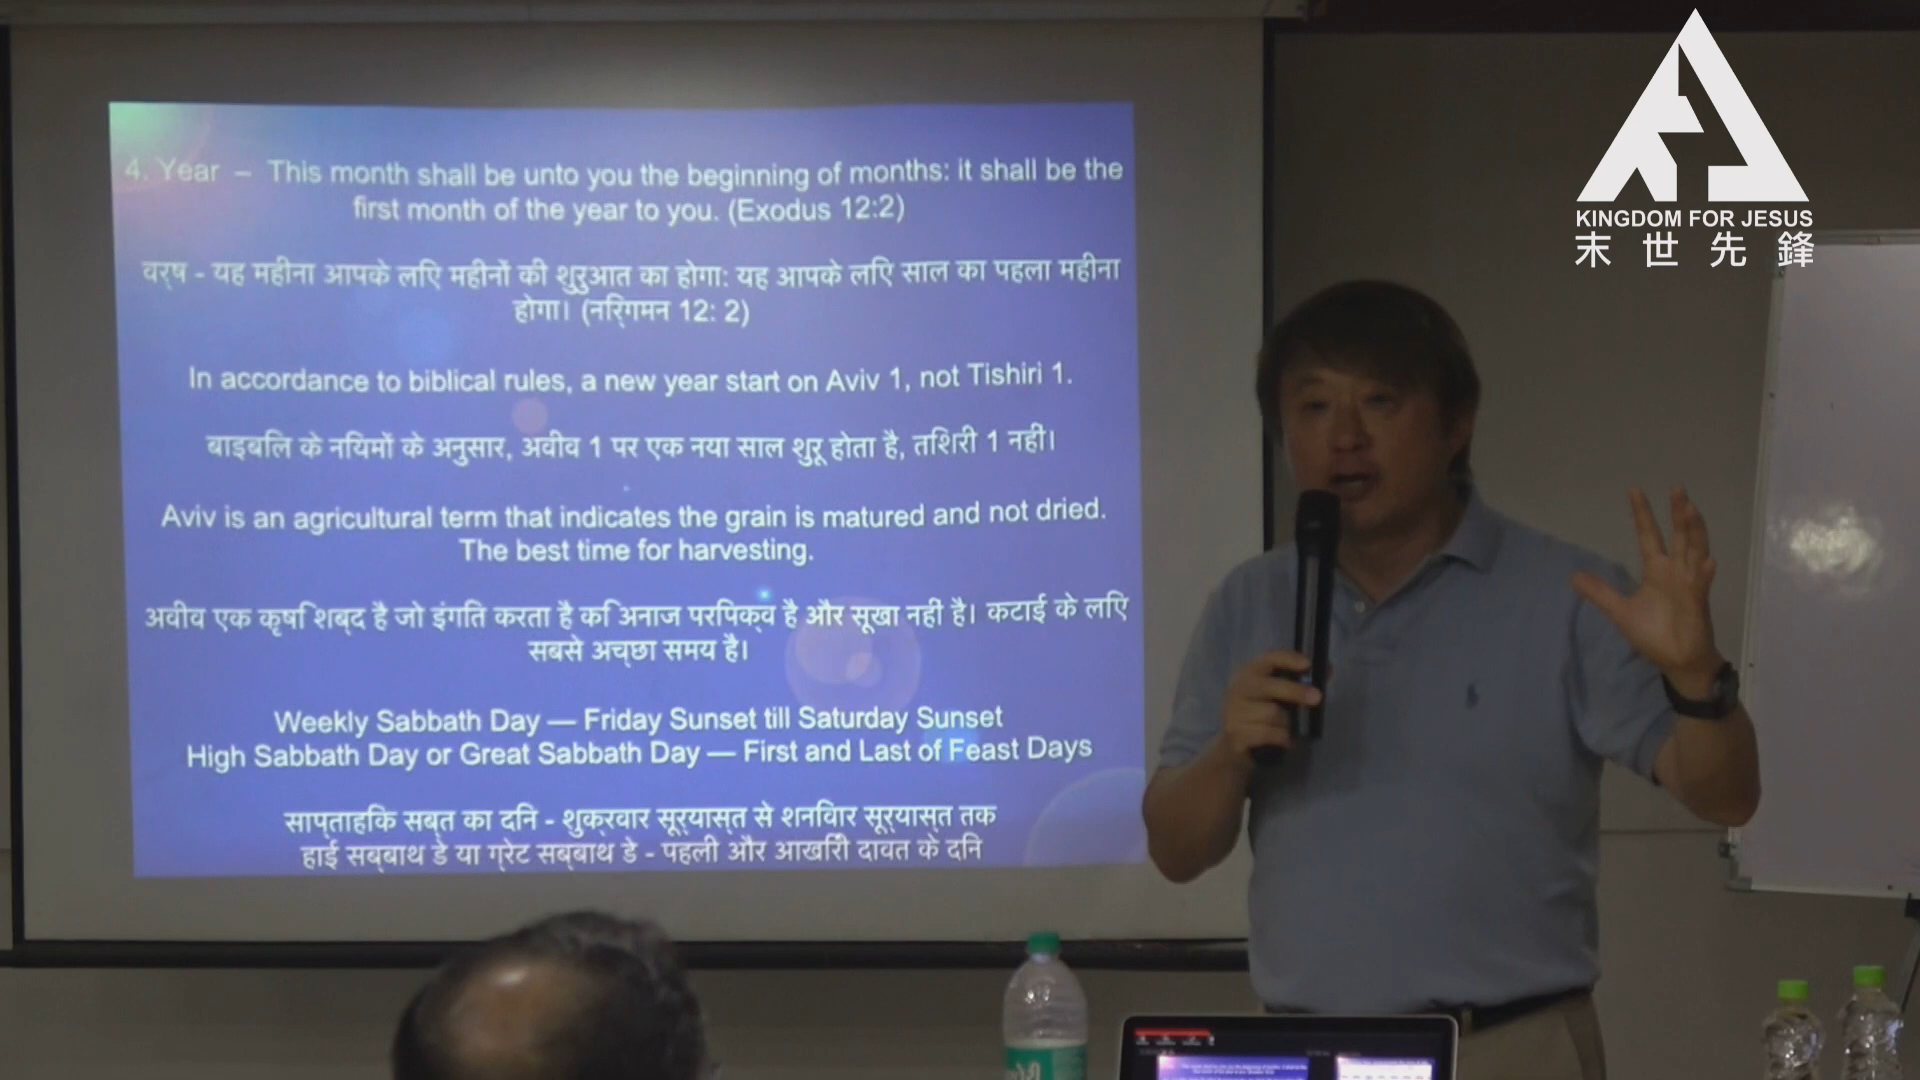 4. Year – This month shall be unto you the beginning of months: it shall be the
first month of the year to you. (Exodus 12:2)
वर्ष - यह महीना आपके लिए महीनों की शुरुआत का होगा: यह आपके लिए साल का पहला महीना
होगा। (निर्गमन 12: 2)
In accordance to biblical rules, a new year start on Aviv 1, not Tishiri 1.
बाइबिल के नियमों के अनुसार, अवीव 1 पर एक नया साल शुरू होता है, तिशिरी 1 नहीं।
Aviv is an agricultural term that indicates the grain is matured and not dried.
The best time for harvesting.
अवीव एक कृषि शब्द है जो इंगित करता है कि अनाज परिपक्व है और सूखा नहीं है। कटाई के लिए
सबसे अच्छा समय है।
Weekly Sabbath Day — Friday Sunset till Saturday Sunset
High Sabbath Day or Great Sabbath Day — First and Last of Feast Days
साप्ताहिक सब्त का दिन - शुक्रवार सूर्यास्त से शनिवार सूर्यास्त तक
हाई सब्बाथ डे या ग्रेट सब्बाथ डे - पहली और आखिरी दावत के दिन
KINGDOM FOR JESUS
末世先鋒